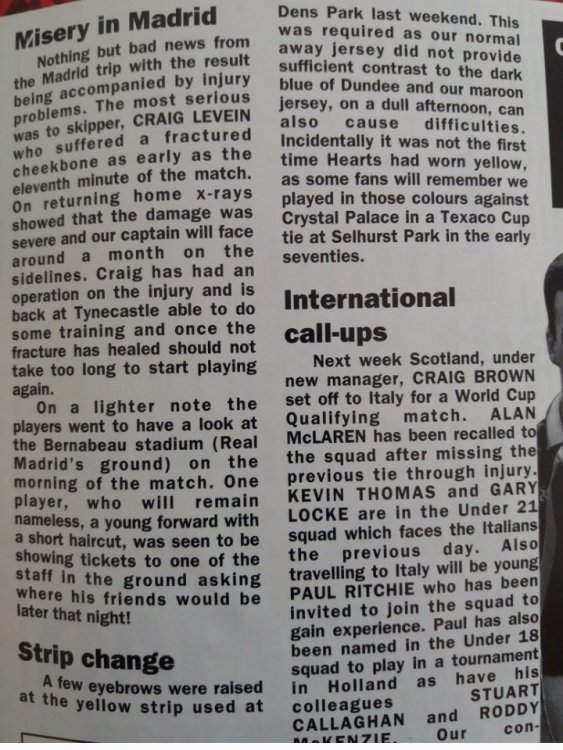 Misery in Madrid
Nothing but bad news from
the Madrid trip with the result
being accompanied by injury
problems. The most serious
was to skipper, CRAIG LEVEIN
who suffered a fractured
cheekbone as early as the
eleventh minute of the match.
On returning home x-rays
showed that the damage was
severe and our captain will face
around a month on the
sidelines. Craig has had an
operation on the injury and is
back at Tynecastle able to do
some training and once the
fracture has healed should not
take too long to start playing
again.
On a lighter note the
players went to have a look at
the Bernabeau stadium (Real
Madrid's ground) on the
morning of the match. One
player, who will remain
nameless, a young forward with
a short haircut, was seen to be
showing tickets to one of the
staff in the ground asking
where his friends would be
later that night!
Strip change
A few eyebrows were raised
at the yellow strip used at
Dens Park last weekend. This
was required as our normal
away jersey did not provide
sufficient contrast to the dark
blue of Dundee and our maroon
jersey, on a dull afternoon, can
also cause difficulties.
Incidentally it was not the first
time Hearts had worn yellow,
as some fans will remember we
played in those colours against
Crystal Palace in a Texaco Cup
tie at Selhurst Park in the early
seventies.
International
call-ups
Next week Scotland, under
new manager, CRAIG BROWN
set off to Italy for a World Cup
Qualifying match. ALAN
McLAREN has been recalled to
the squad after missing the
previous tie through injury.
KEVIN THOMAS and GARY
LOCKE are in the Under 21
squad which faces the Italians
the previous day. Also
travelling to Italy will be young
PAUL RITCHIE who has been
invited to join the squad to
gain experience. Paul has also
been named in the Under 18
squad to play in a tournament
in Holland as have his
colleagues STUART
CALLAGHAN and RODDY
McKENZIE. Our con-